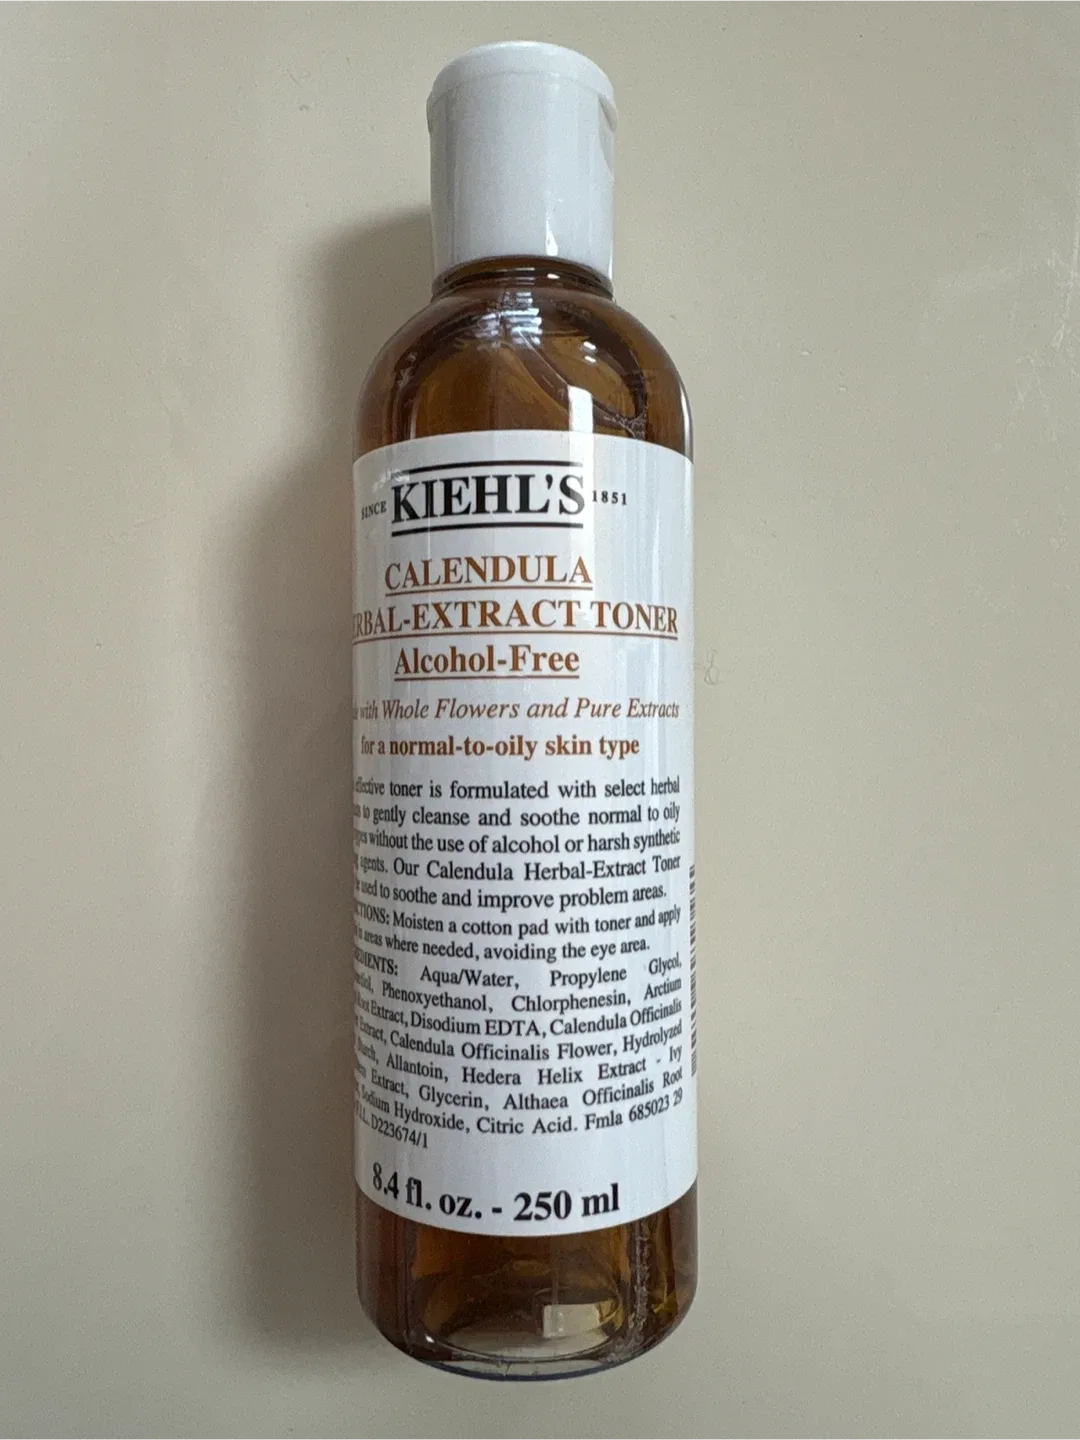 SINCE KIEHL'S 1851
CALENDULA
RBAL-EXTRACT TONER
Alcohol-Free
with Whole Flowers and Pure Extracts
for a normal-to-oily skin type
effective toner is formulated with select herbal
to gently cleanse and soothe normal to oily
without the use of alcohol or harsh synthetic
agents. Our Calendula Herbal-Extract Toner
used to soothe and improve problem areas.
TIONS: Moisten a cotton pad with toner and apply
areas where needed, avoiding the eye area.
EDIENTS: Aqua/Water, Propylene Glycol,
Phenoxyethanol, Chlorphenesin, Arctium
Root Extract, Disodium EDTA, Calendula Officinalis
Extract, Calendula Officinalis Flower, Hydrolyzed
Starch, Allantoin, Hedera Helix Extract - Ivy
Extract, Glycerin, Althaea Officinalis Root
Sodium Hydroxide, Citric Acid. Fmla 685023 29
F.I.L. D223674/1
8.4 fl. oz. - 250 ml